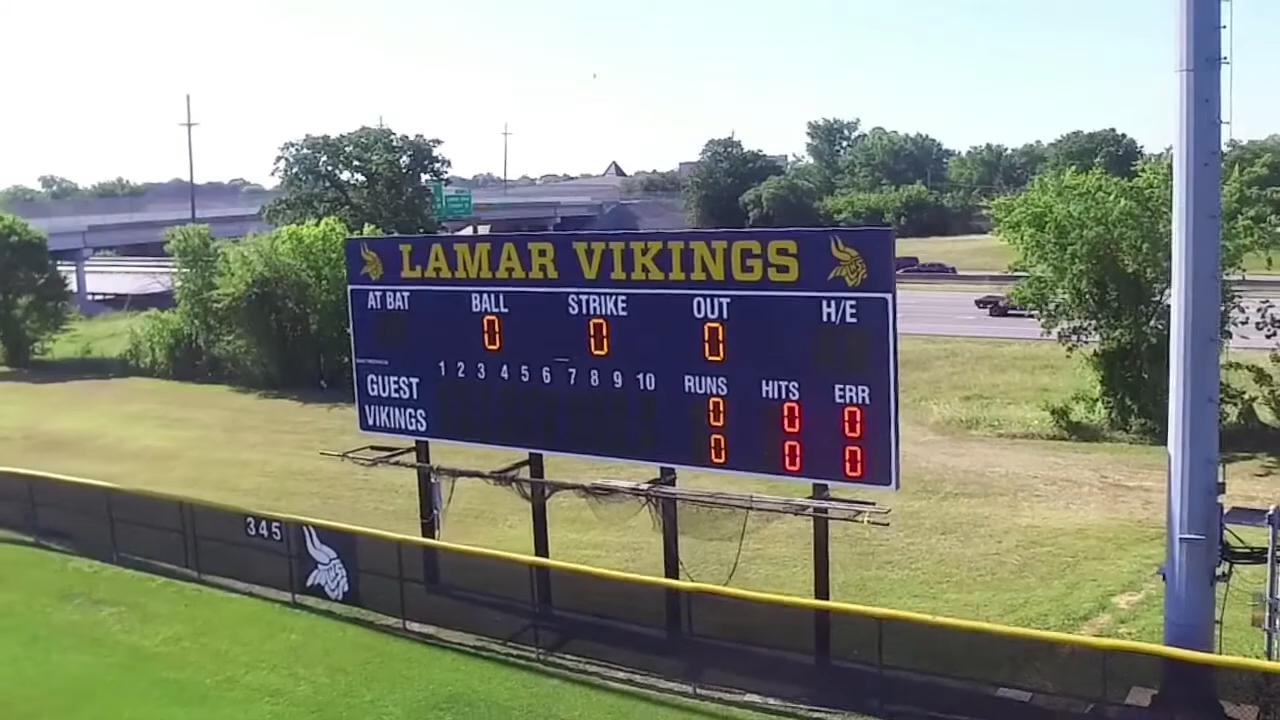 LAMAR VIKINGS
AT BAT BALL STRIKE OUT H/E
0 0 0
1 2 3 4 5 6 7 8 9 10 RUNS HITS ERR
GUEST 0 0 0
VIKINGS 0 0 0
345